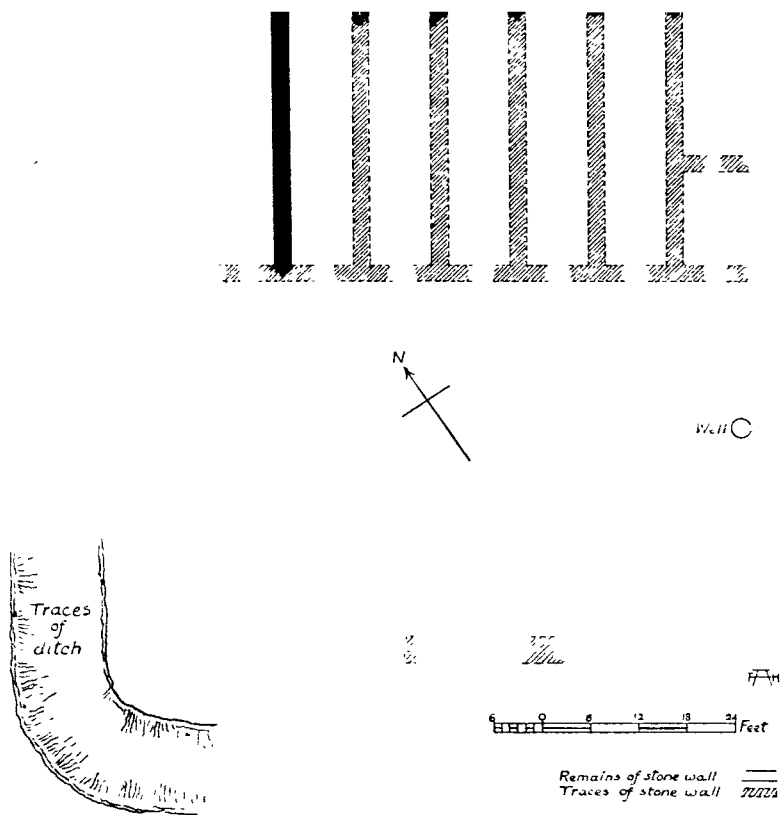 N
Well
Traces
of
ditch
6 0 6 12 18 24 Feet
Remains of stone wall
Traces of stone wall